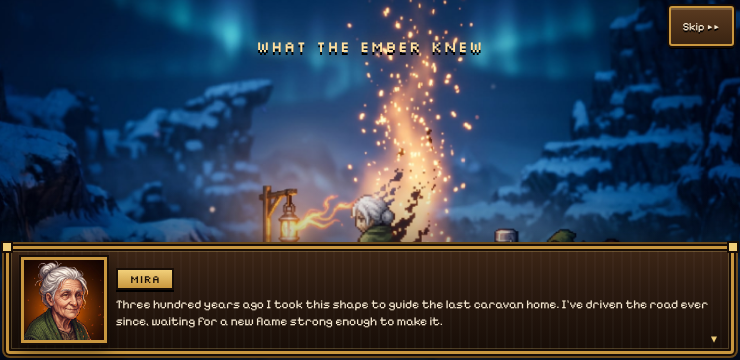 Skip ▸▸
WHAT THE EMBER KNEW
MIRA
Three hundred years ago I took this shape to guide the last caravan home. I've driven the road ever
since, waiting for a new flame strong enough to make it.